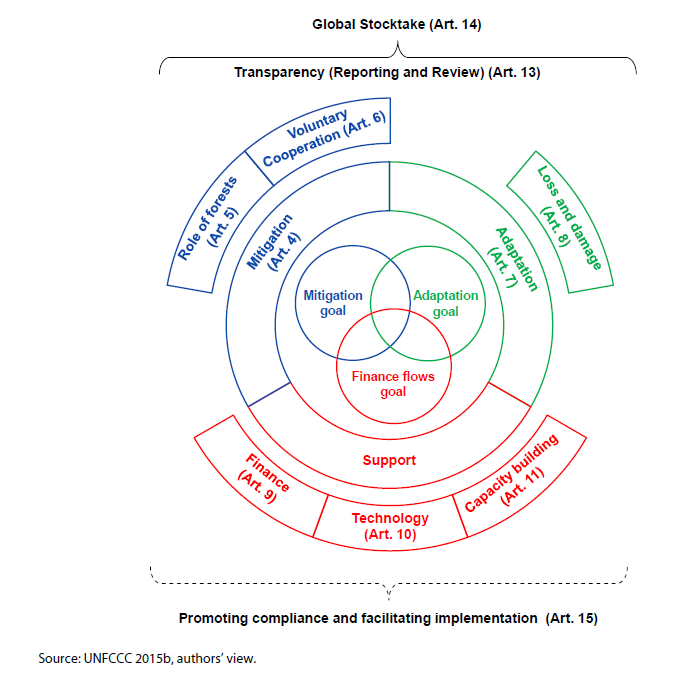 Global Stocktake (Art. 14)
Transparency (Reporting and Review) (Art. 13)
Voluntary
Cooperation (Art. 6)
Role of forests
(Art. 5)
Loss and damage
(Art. 8)
Mitigation
(Art. 4)
Adaptation
(Art. 7)
Mitigation
goal
Adaptation
goal
Finance flows
goal
Support
Finance
(Art. 9)
Technology
(Art. 10)
Capacity building
(Art. 11)
Promoting compliance and facilitating implementation (Art. 15)
Source: UNFCCC 2015b, authors’ view.